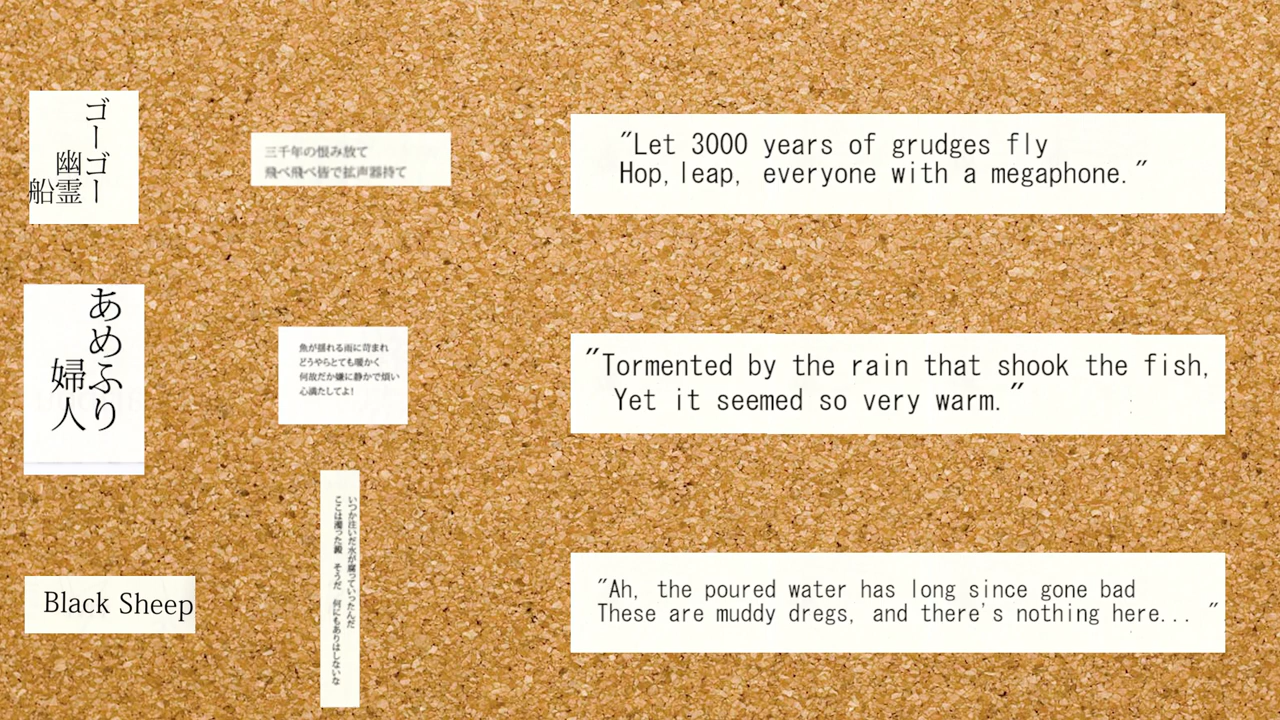 ゴーゴー
幽霊
船
三千年の恨み放て
飛べ飛べ皆で拡声器持て
"Let 3000 years of grudges fly
Hop, leap, everyone with a megaphone."
あめふり
婦人
魚が揺れる雨に苛まれ
どうやらとても暖かく
何故だか嫌に静かで煩い
心満たしてよ!
"Tormented by the rain that shook the fish,
Yet it seemed so very warm."
Black Sheep
いつか注いだ水が腐っていったんだ
ここは濁った澱 そうだ 何にもありはしないな
"Ah, the poured water has long since gone bad
These are muddy dregs, and there's nothing here... "